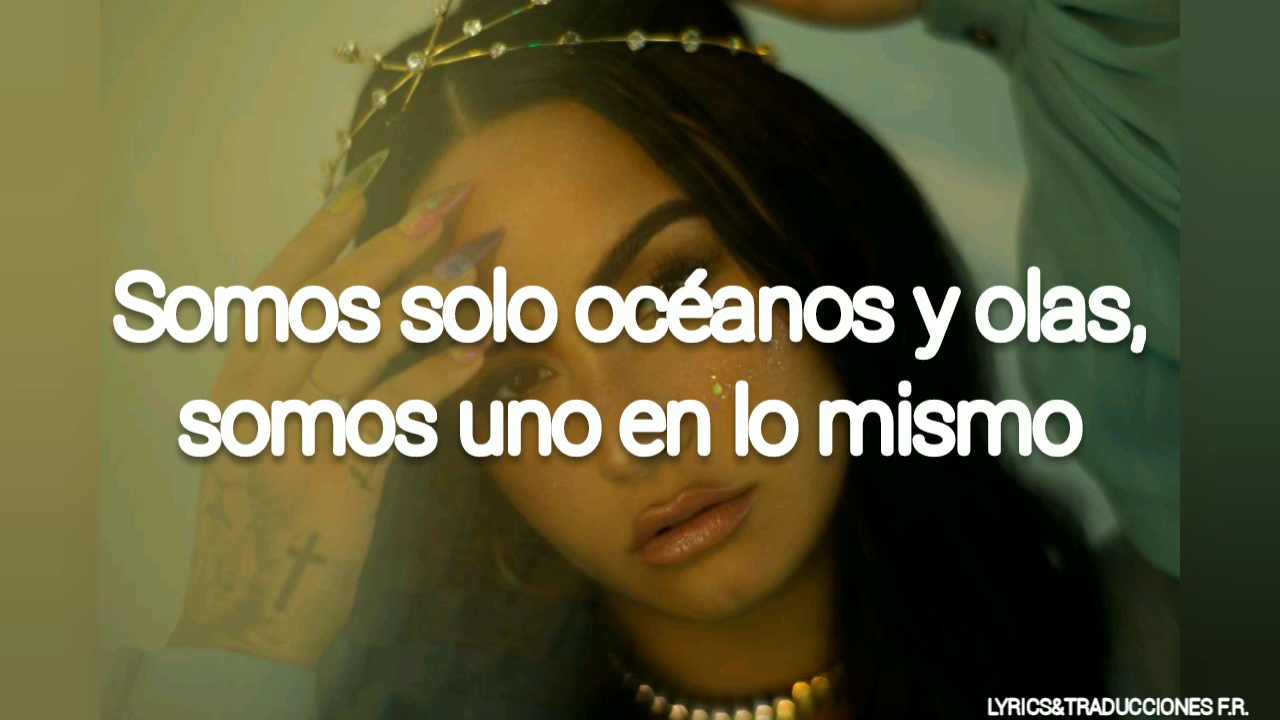 Somos solo océanos y olas,
somos uno en lo mismo
LYRICS&TRADUCCIONES F.R.